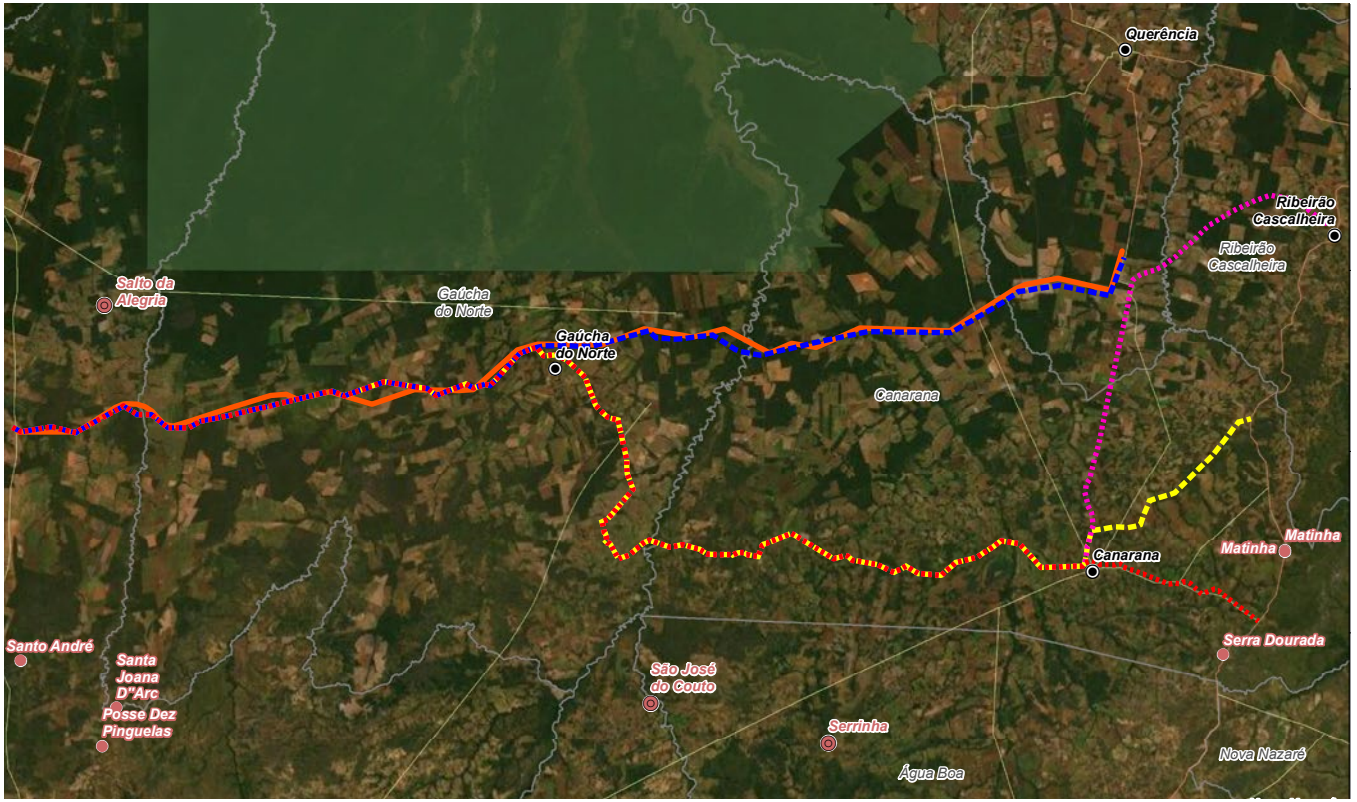 Querência
Ribeirão
Cascalheira
Ribeirão
Cascalheira
Salto da
Alegria
Gaúcha
do Norte
Gaúcha
do Norte
Canarana
Canarana
Matinha
Matinha
Santo André
Santa
Joana
D"Arc
Posse Dez
Pinguelas
São José
do Couto
Serra Dourada
Serrinha
Água Boa
Nova Nazaré